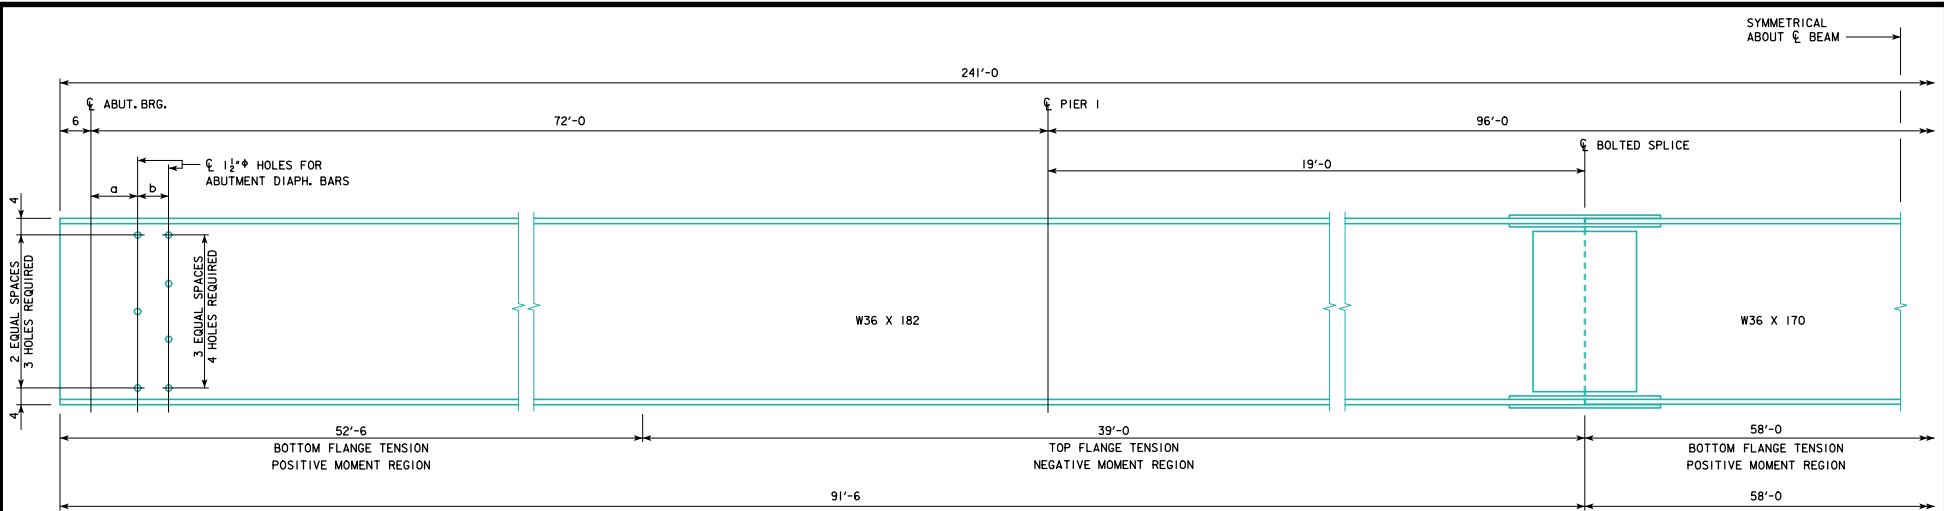 SYMMETRICAL
ABOUT ℄ BEAM
241'-0
℄ ABUT. BRG.
℄ PIER 1
6
72'-0
96'-0
℄ BOLTED SPLICE
℄ 1 1/2"φ HOLES FOR
ABUTMENT DIAPH. BARS
19'-0
a
b
4
2 EQUAL SPACES
3 HOLES REQUIRED
3 EQUAL SPACES
4 HOLES REQUIRED
W36 X 182
W36 X 170
4
52'-6
BOTTOM FLANGE TENSION
POSITIVE MOMENT REGION
39'-0
TOP FLANGE TENSION
NEGATIVE MOMENT REGION
58'-0
BOTTOM FLANGE TENSION
POSITIVE MOMENT REGION
91'-6
58'-0